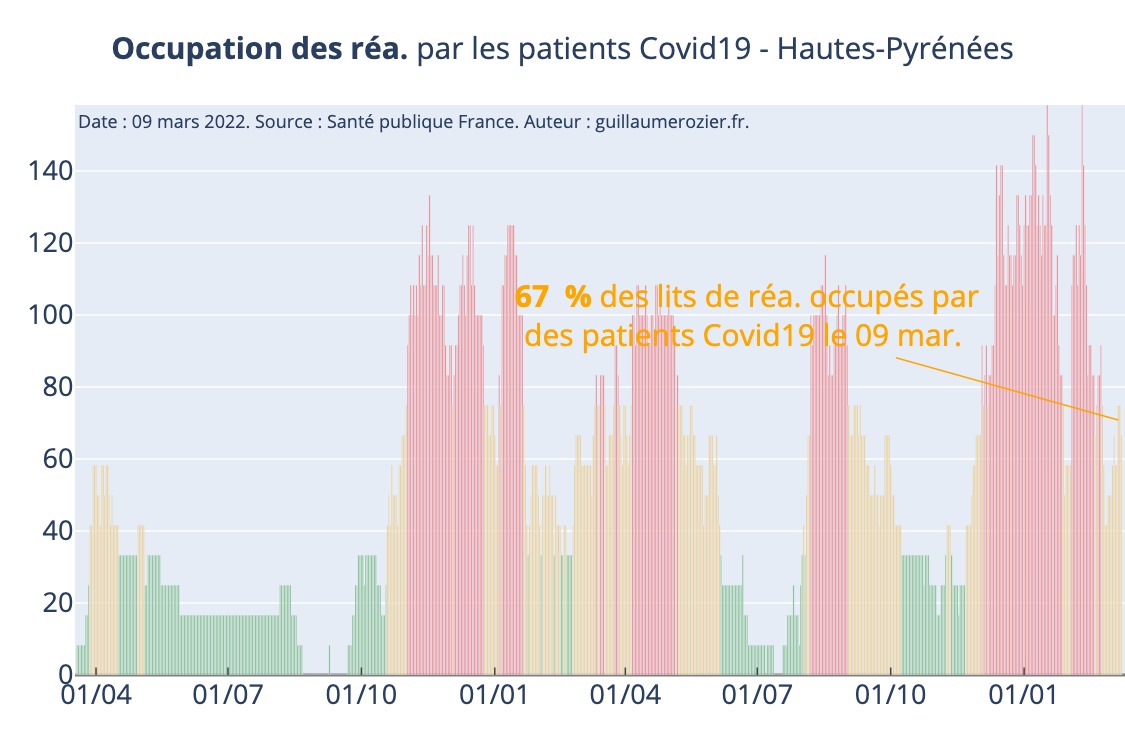 Occupation des réa. par les patients Covid19 - Hautes-Pyrénées
Date : 09 mars 2022. Source : Santé publique France. Auteur : guillaumerozier.fr.
140
120
100
80
60
40
20
0
67 % des lits de réa. occupés par
des patients Covid19 le 09 mar.
01/04 01/07 01/10 01/01 01/04 01/07 01/10 01/01